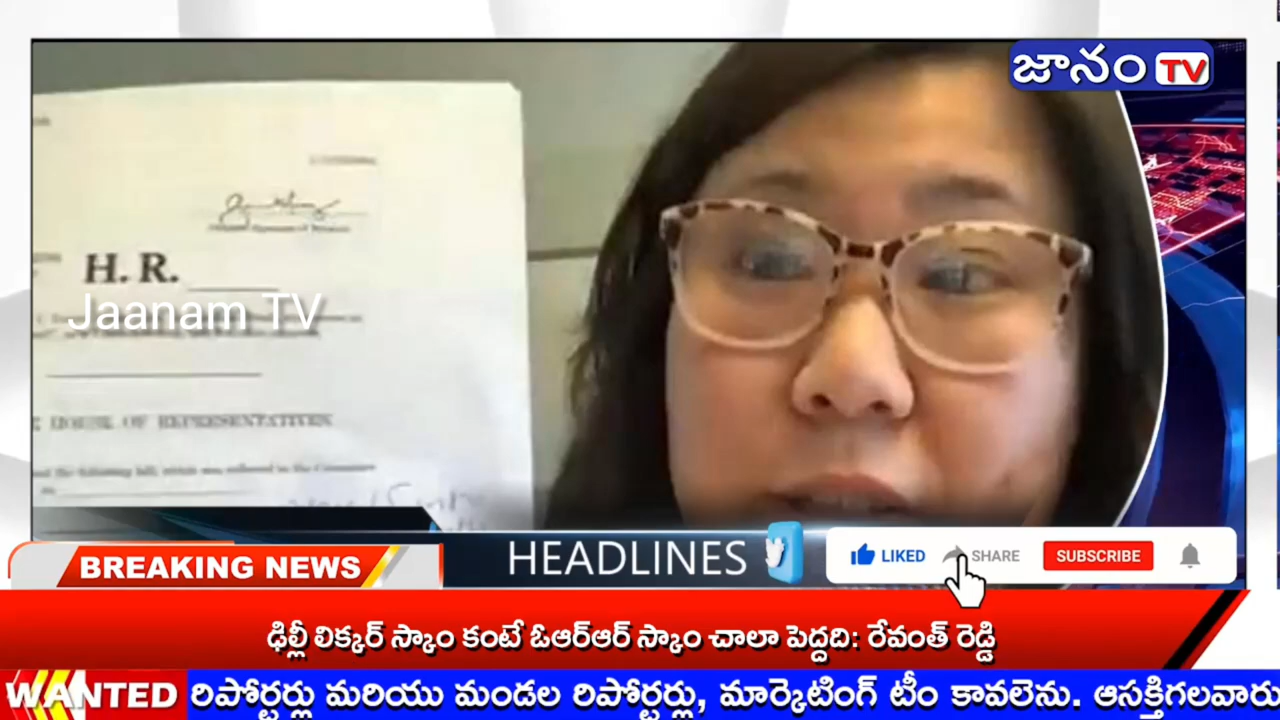 జానం TV
H. R.
Jaanam TV
HOUSE OF REPRESENTATIVES
HEADLINES
LIKED
SHARE
SUBSCRIBE
BREAKING NEWS
ఢిల్లీ లిక్కర్ స్కాం కంటే ఓఆర్ఆర్ స్కాం చాలా పెద్దది: రేవంత్ రెడ్డి
WANTED రిపోర్టర్లు మరియు మండల రిపోర్టర్లు, మార్కెటింగ్ టీం కావలెను. ఆసక్తిగలవారు